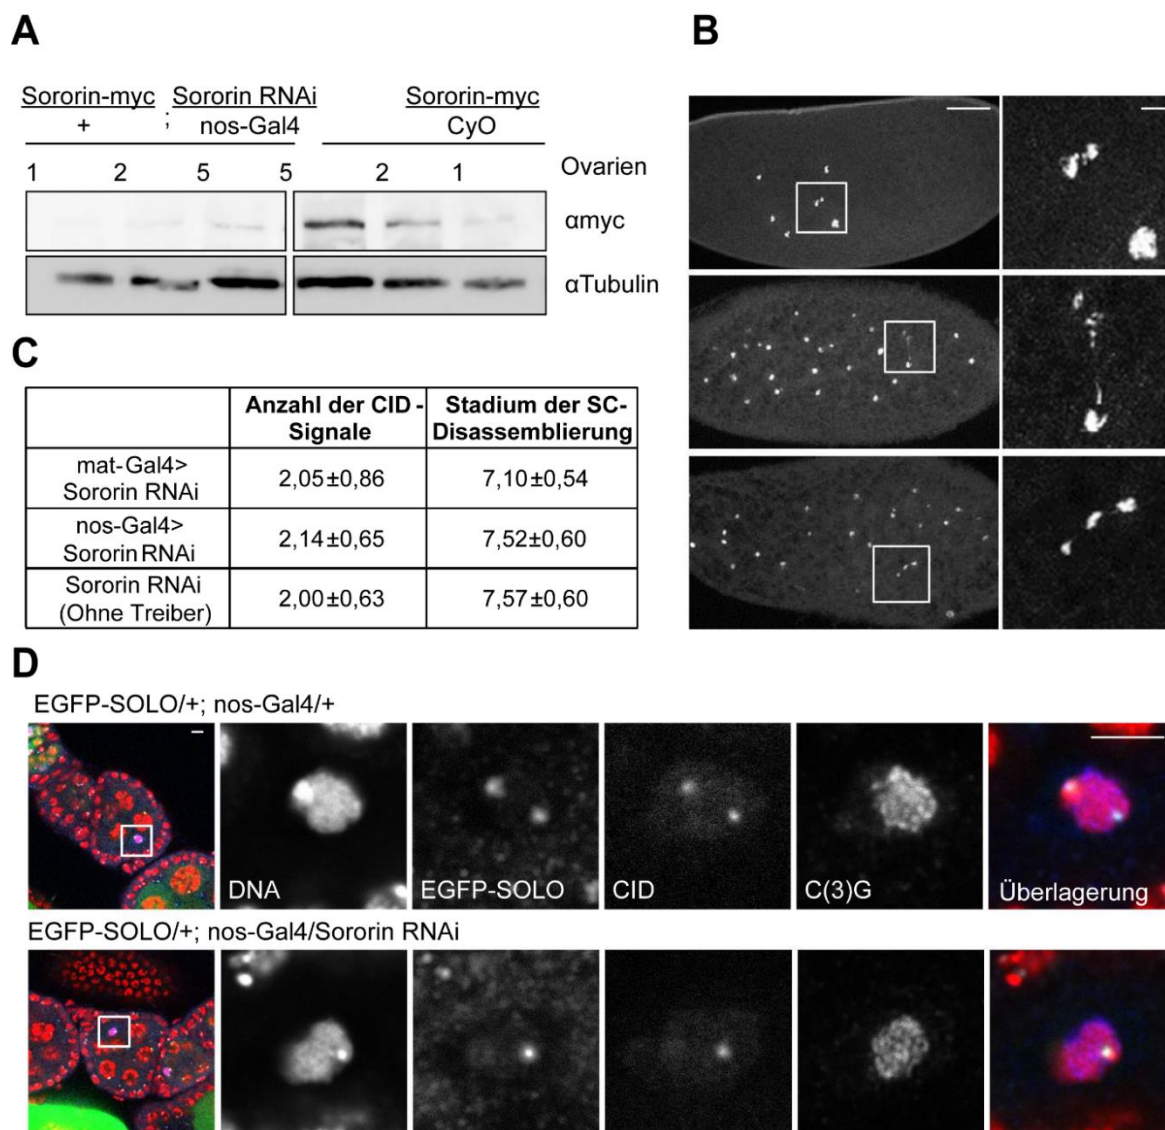 A
B
Sororin-myc ; Sororin RNAi Sororin-myc
+ nos-Gal4 CyO
1 2 5 5 2 1 Ovarien
αmyc
αTubulin
C
Anzahl der CID - Signale
Stadium der SC-Disassemblierung
mat-Gal4>
Sororin RNAi
2,05±0,86
7,10±0,54
nos-Gal4>
Sororin RNAi
2,14±0,65
7,52±0,60
Sororin RNAi
(Ohne Treiber)
2,00±0,63
7,57±0,60
D
EGFP-SOLO/+; nos-Gal4/+
DNA EGFP-SOLO CID C(3)G Überlagerung
EGFP-SOLO/+; nos-Gal4/Sororin RNAi